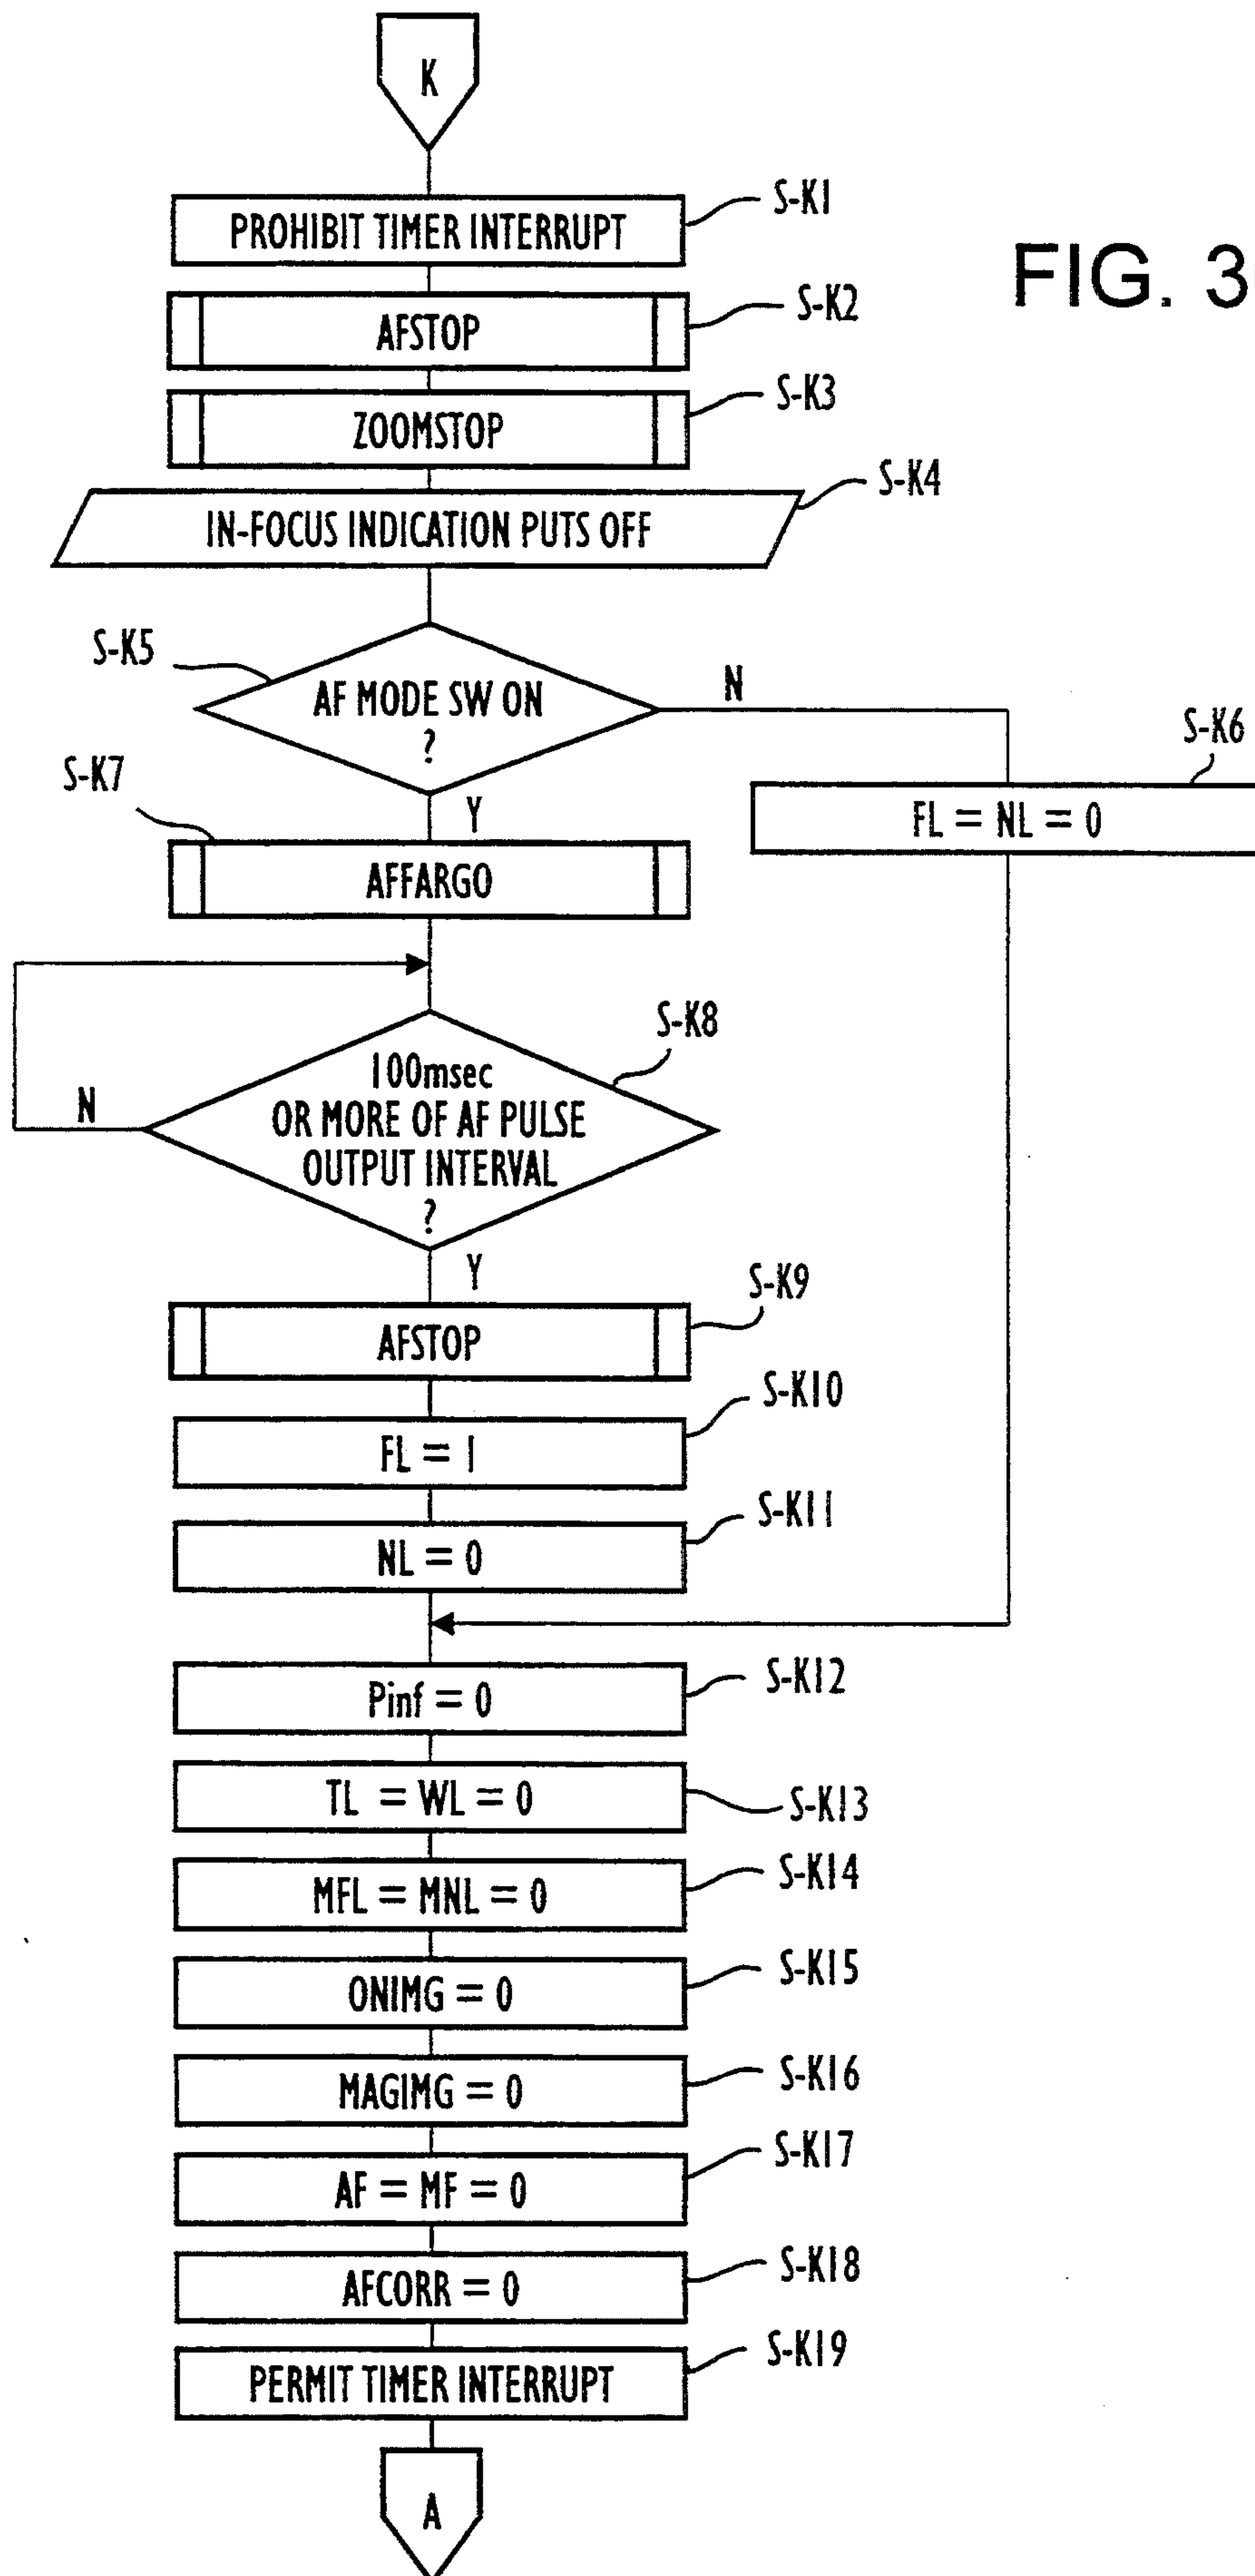 K
PROHIBIT TIMER INTERRUPT
S-K1
FIG. 3
AFSTOP
S-K2
ZOOMSTOP
S-K3
IN-FOCUS INDICATION PUTS OFF
S-K4
S-K5
AF MODE SW ON
?
N
Y
S-K6
FL = NL = 0
S-K7
AFFARGO
S-K8
100msec
OR MORE OF AF PULSE
OUTPUT INTERVAL
?
N
Y
S-K9
AFSTOP
S-K10
FL = 1
S-K11
NL = 0
S-K12
Pinf = 0
S-K13
TL = WL = 0
S-K14
MFL = MNL = 0
S-K15
ONIMG = 0
S-K16
MAGIMG = 0
S-K17
AF = MF = 0
S-K18
AFCORR = 0
S-K19
PERMIT TIMER INTERRUPT
A